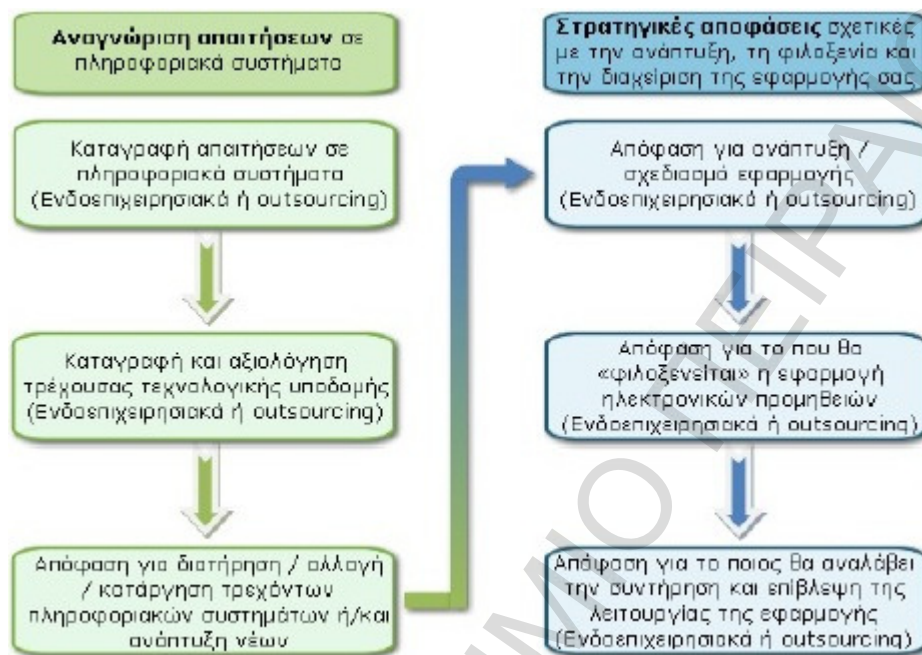 Αναγνώριση απαιτήσεων σε
πληροφοριακά συστήματα
Καταγραφή απαιτήσεων σε
πληροφοριακά συστήματα
(Ενδοεπιχειρησιακά ή outsourcing)
Καταγραφή και αξιολόγηση
τρέχουσας τεχνολογικής υποδομής
(Ενδοεπιχειρησιακά ή outsourcing)
Απόφαση για διατήρηση / αλλαγή
/ κατάργηση τρεχόντων
πληροφοριακών συστημάτων ή/και
ανάπτυξη νέων
Στρατηγικές αποφάσεις σχετικές
με την ανάπτυξη, τη φιλοξενία και
την διαχείριση της εφαρμογής σας
Απόφαση για ανάπτυξη /
σχεδιασμό εφαρμογής
(Ενδοεπιχειρησιακά ή outsourcing)
Απόφαση για το που θα
«φιλοξενείται» η εφαρμογή
ηλεκτρονικών προμηθειών
(Ενδοεπιχειρησιακά ή outsourcing)
Απόφαση για το ποιος θα αναλάβει
την συντήρηση και επίβλεψη της
λειτουργίας της εφαρμογής
(Ενδοεπιχειρησιακά ή outsourcing)